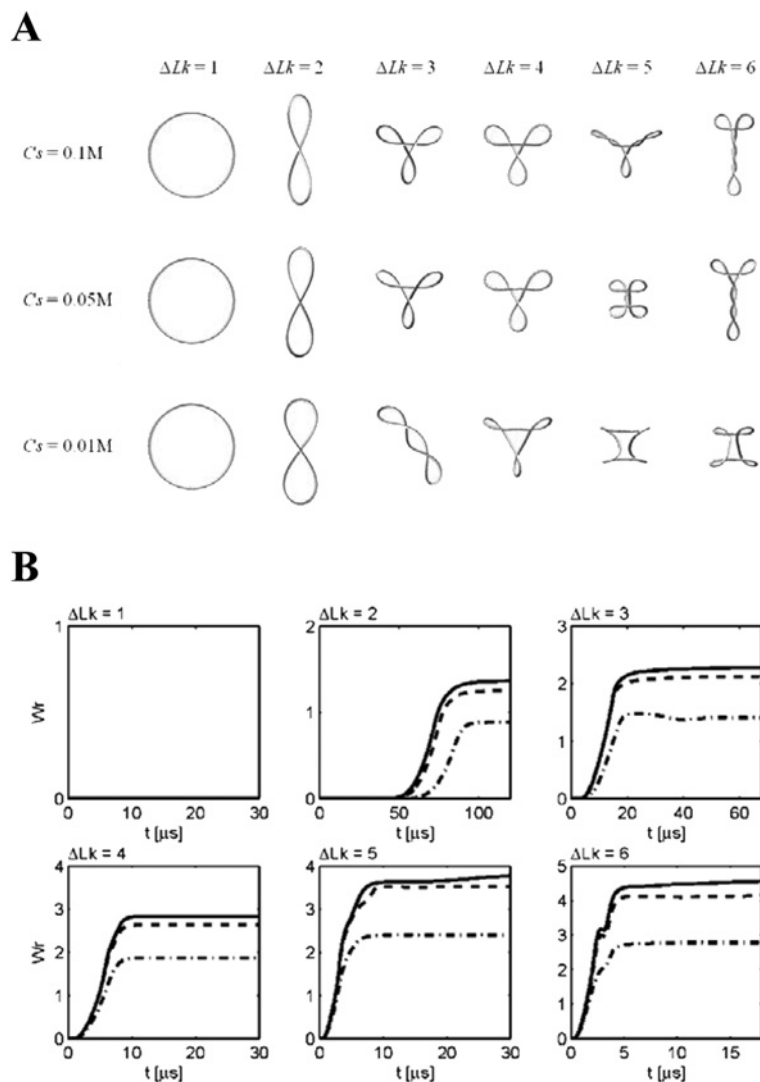 A
ΔLk = 1 ΔLk = 2 ΔLk = 3 ΔLk = 4 ΔLk = 5 ΔLk = 6
Cs = 0.1M
Cs = 0.05M
Cs = 0.01M
B
ΔLk = 1 ΔLk = 2 ΔLk = 3
1 2 3
2
1
1
Wr
0 0 0
0 10 20 30 50 100 0 20 40 60
t [µs] t [µs] t [µs]
ΔLk = 4 ΔLk = 5 ΔLk = 6
4 4 5
4
3 3
3
Wr
2 2
2
1 1 1
0 0 0
0 10 20 30 0 10 20 30 0 5 10 15
t [µs] t [µs] t [µs]